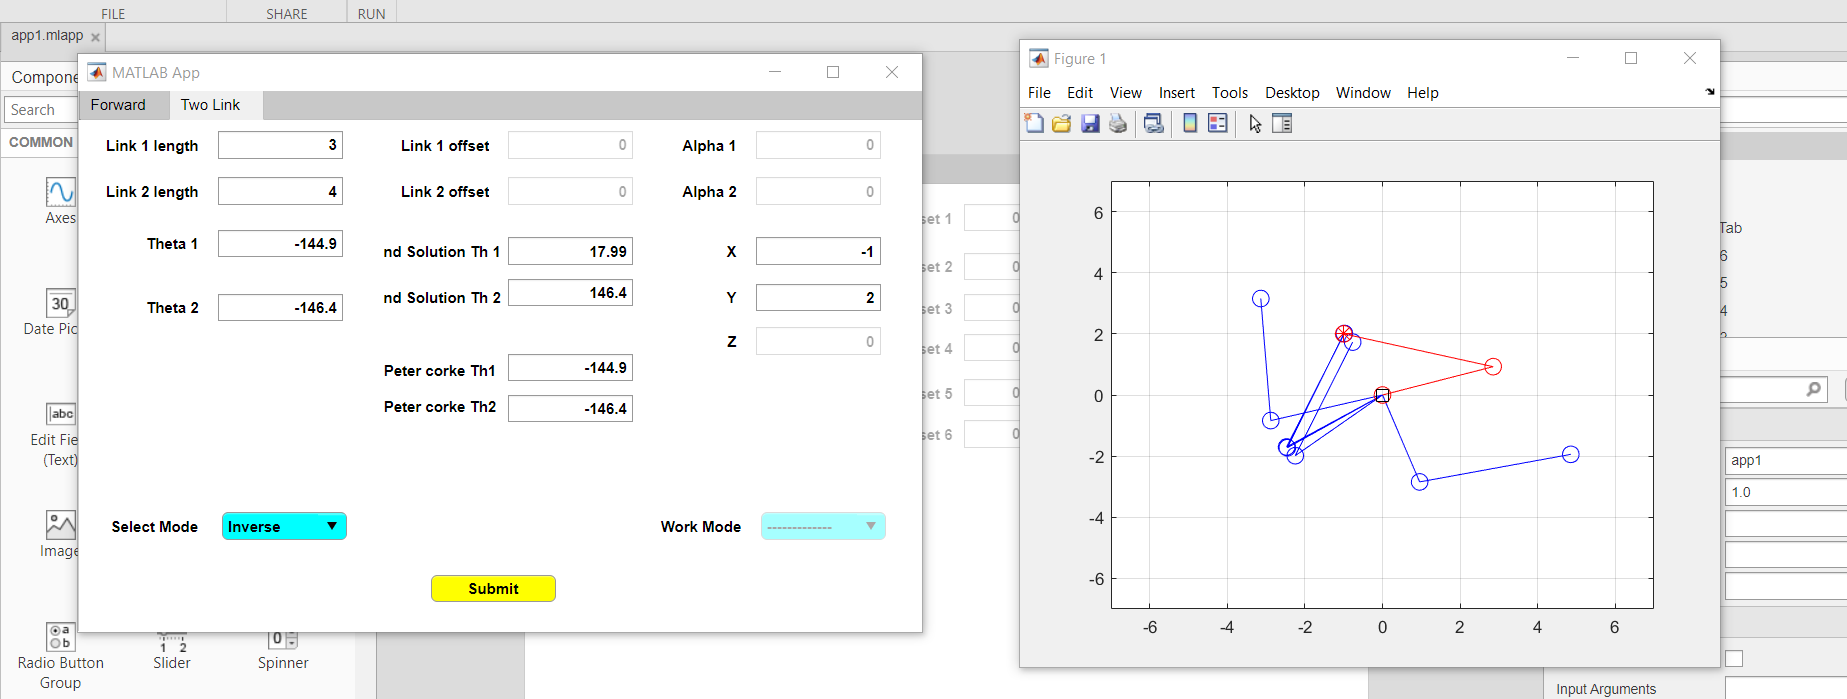 FILE SHARE RUN
app1.mlapp
Compone
Search
COMMON
Axes
30
Date Pic
abc
Edit Fie
(Text)
Image
a
b
Radio Button
Group
1 2
Slider
0
Spinner
MATLAB App
Forward Two Link
Link 1 length 3 Link 1 offset 0 Alpha 1 0
Link 2 length 4 Link 2 offset 0 Alpha 2 0
Theta 1 -144.9 nd Solution Th 1 17.99 X -1
Theta 2 -146.4 nd Solution Th 2 146.4 Y 2
Z 0
Peter corke Th1 -144.9
Peter corke Th2 -146.4
Select Mode Inverse Work Mode -------------
Submit
set 1 0
set 2 0
set 3 0
set 4 0
set 5 0
set 6 0
Figure 1
File Edit View Insert Tools Desktop Window Help
6
4
2
0
-2
-4
-6
-6 -4 -2 0 2 4 6
Tab
6
5
4
app1
1.0
Input Arguments